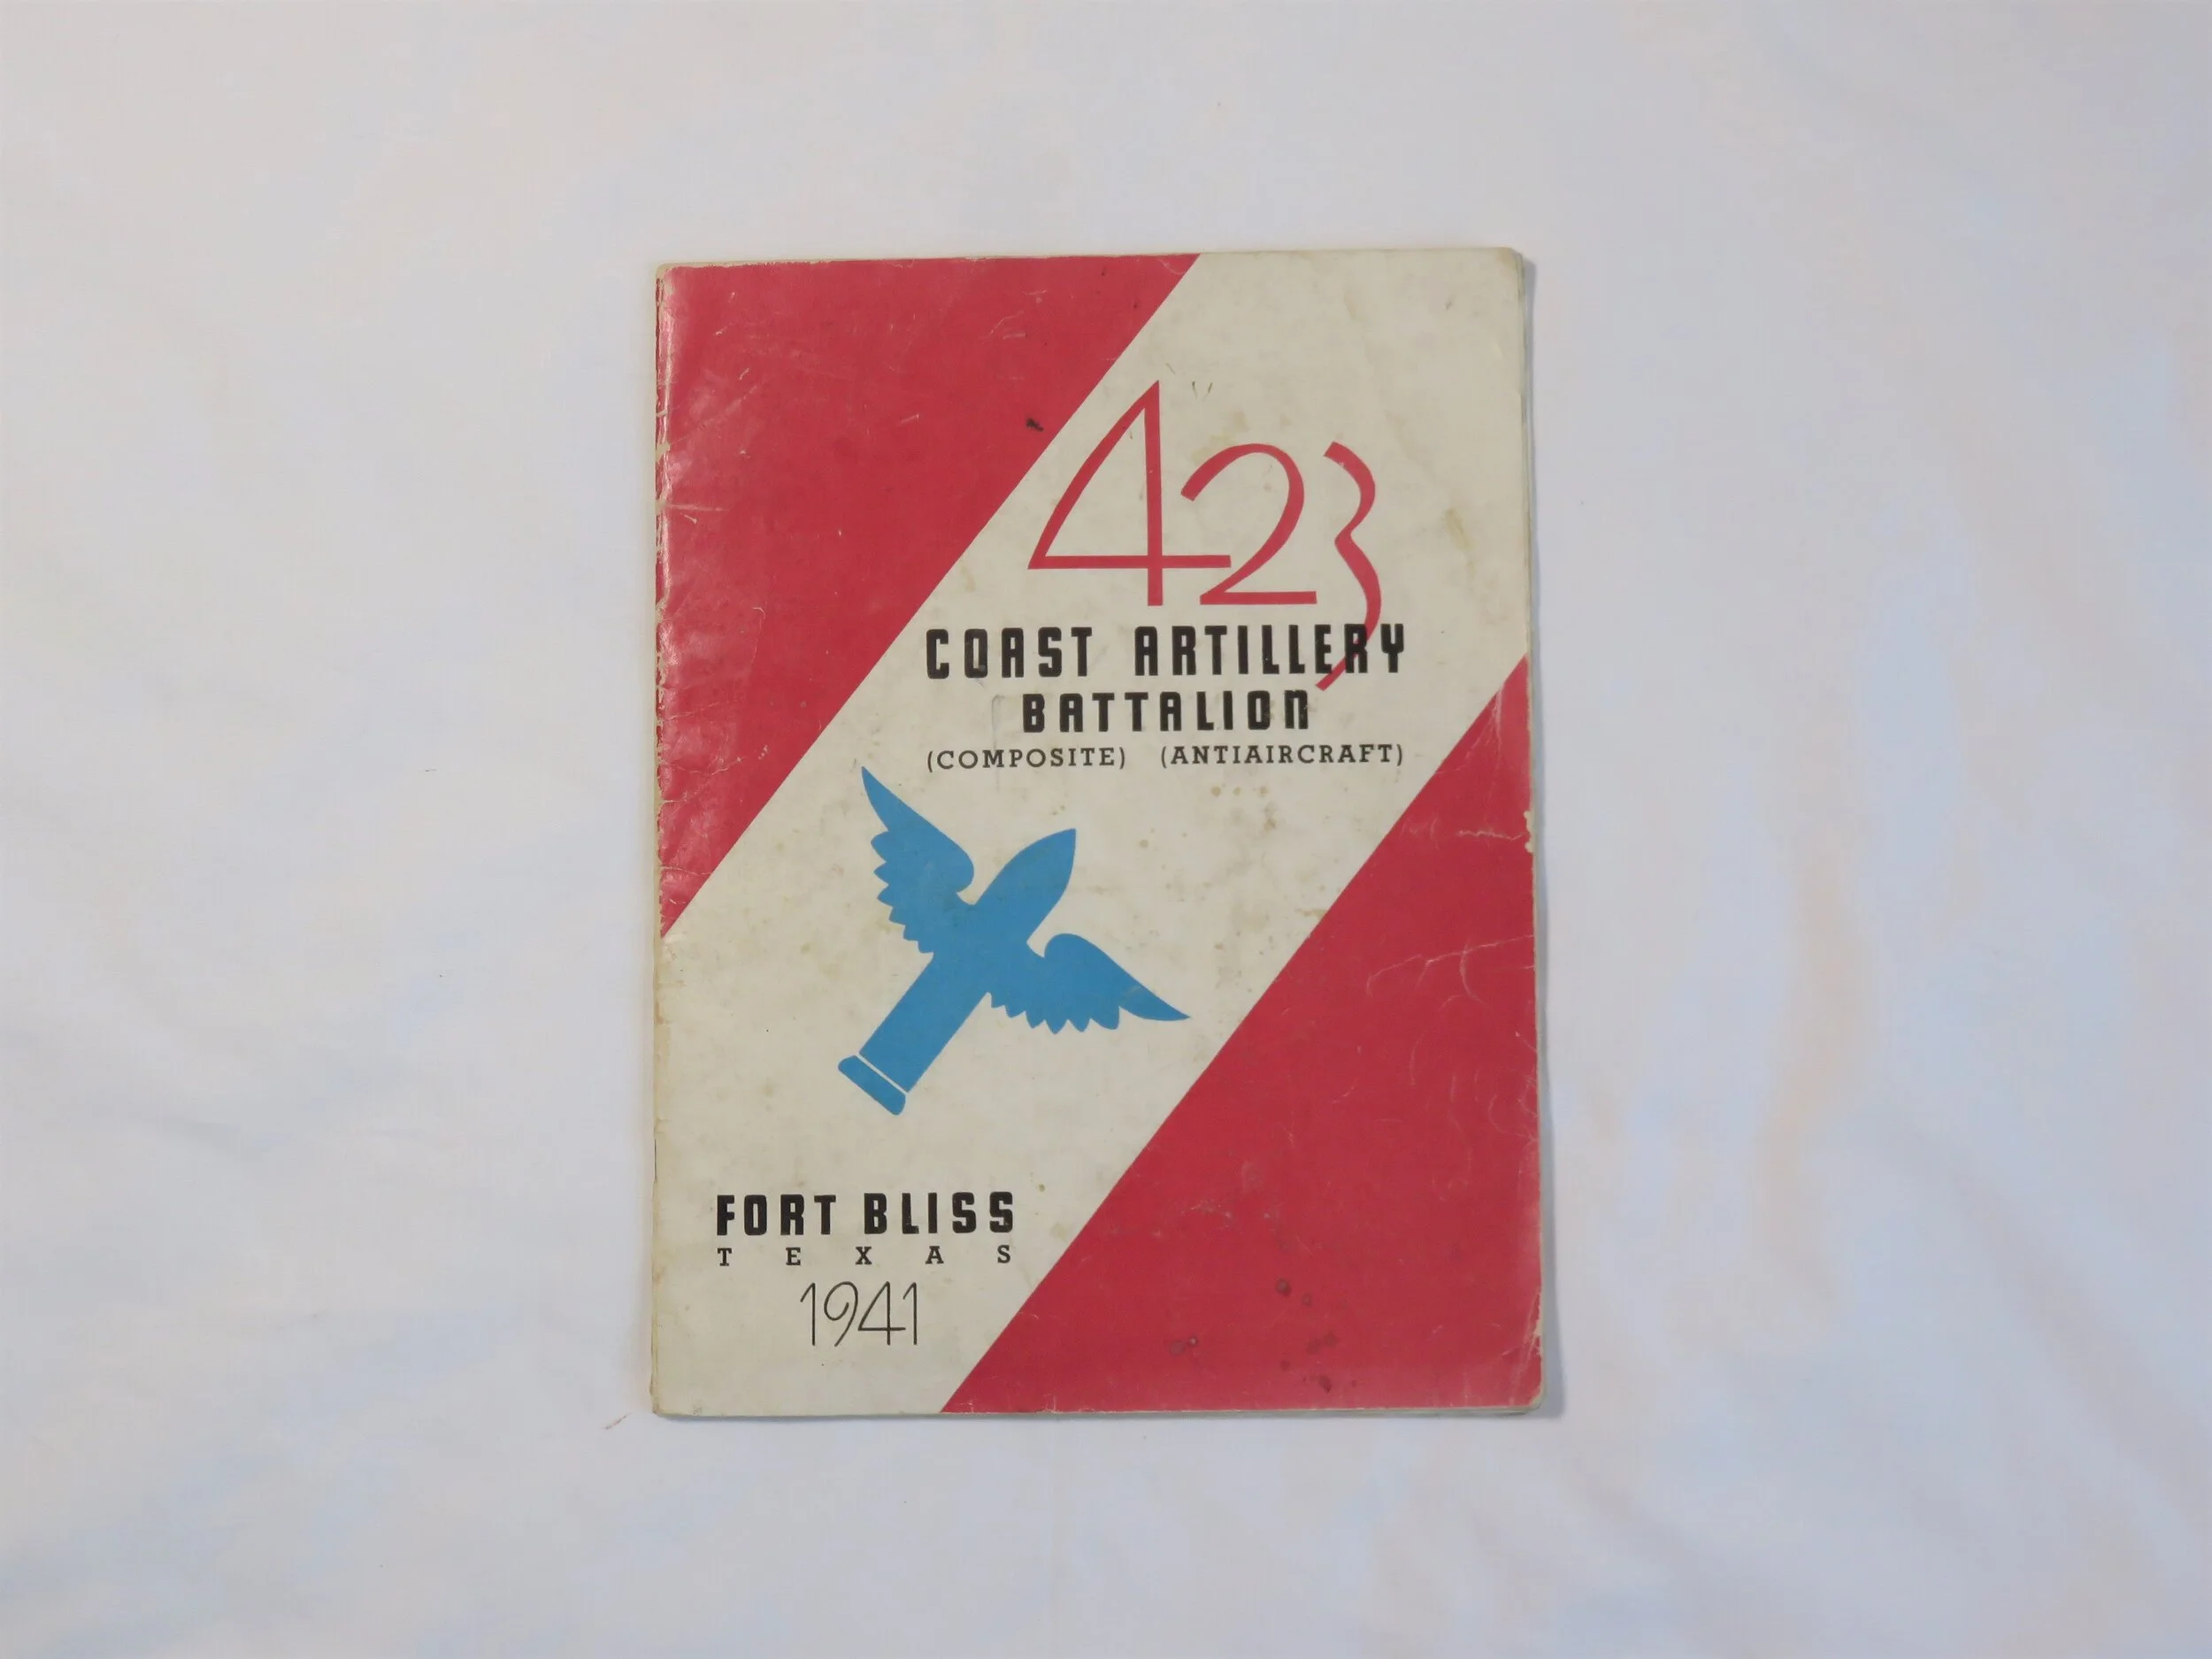 423
COAST ARTILLERY
BATTALION
(COMPOSITE) (ANTIAIRCRAFT)
FORT BLISS
TEXAS
1941